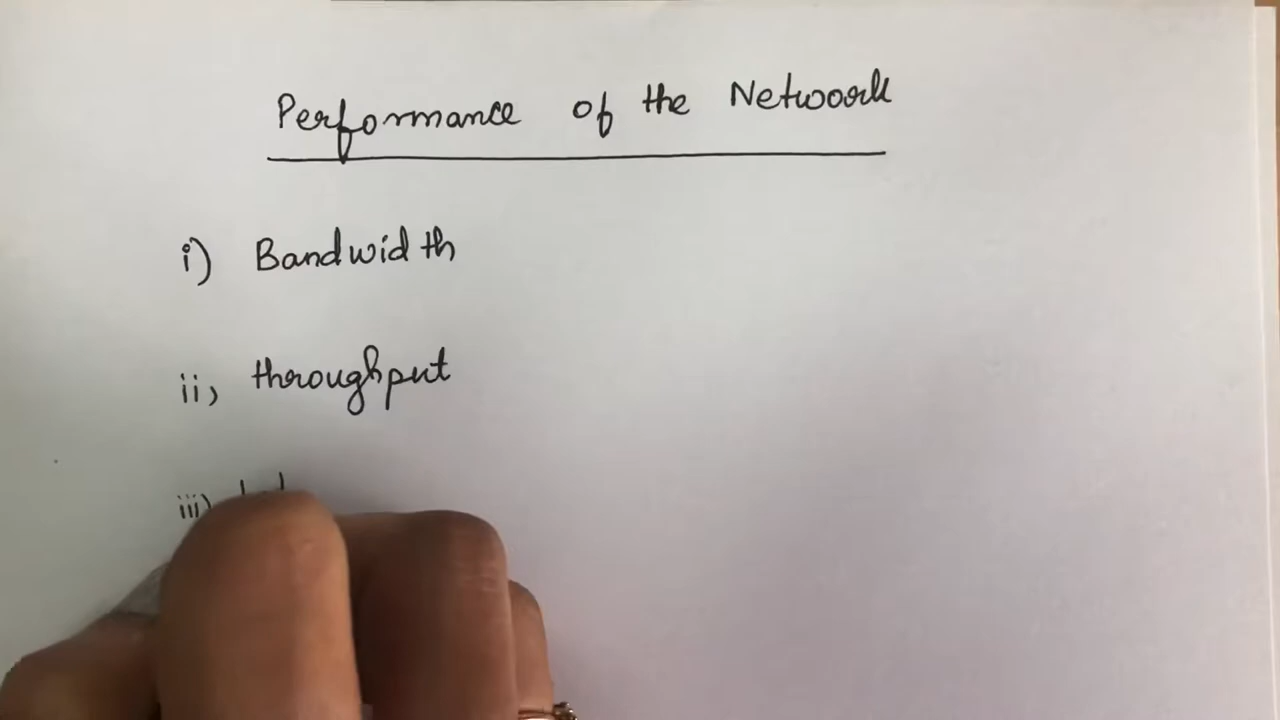 Performance of the Network
i) Bandwidth
ii, throughput
iii)